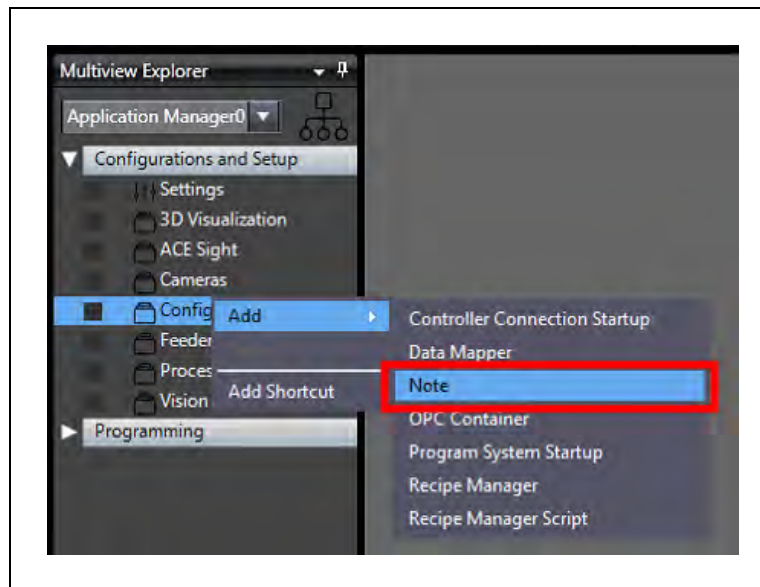 Multiview Explorer
Application Manager0
Configurations and Setup
Settings
3D Visualization
ACE Sight
Cameras
Config
Feeder
Proces
Vision
Programming
Add
Add Shortcut
Controller Connection Startup
Data Mapper
Note
OPC Container
Program System Startup
Recipe Manager
Recipe Manager Script